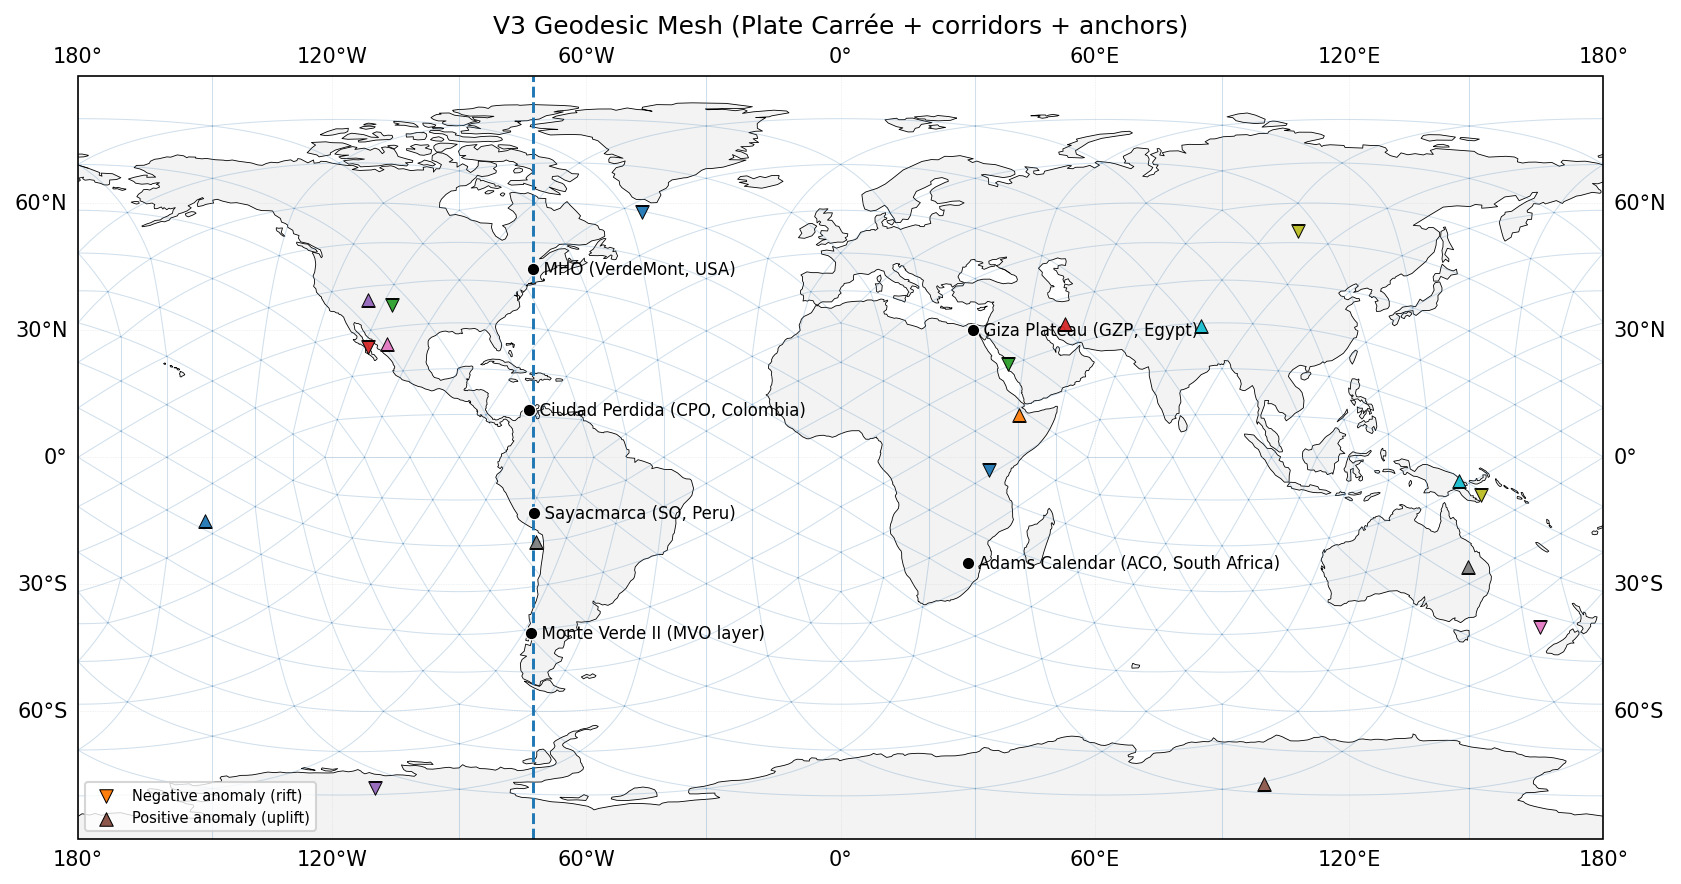 V3 Geodesic Mesh (Plate Carrée + corridors + anchors)
180° 120°W 60°W 0° 60°E 120°E 180°
60°N 60°N
MHO (VerdeMont, USA)
30°N Giza Plateau (GZP, Egypt) 30°N
Ciudad Perdida (CPO, Colombia)
0° 0°
Sayacmarca (SO, Peru)
Adams Calendar (ACO, South Africa)
30°S 30°S
Monte Verde II (MVO layer)
60°S 60°S
Negative anomaly (rift)
Positive anomaly (uplift)
180° 120°W 60°W 0° 60°E 120°E 180°